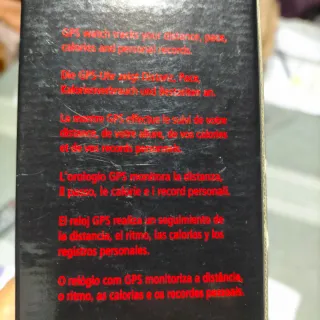 GPS watch tracks your distance, pace,
calories and personal records.
Die GPS-Uhr zeigt Distanz, Pace,
Kalorienverbrauch und Bestzeiten an.
La montre GPS effectue le suivi de votre
distance, de votre allure, de vos calories
et de vos records personnels.
L'orologio GPS monitora la distanza,
il passo, le calorie e i record personali.
El reloj GPS realiza un seguimiento de
la distancia, el ritmo, las calorías y los
registros personales.
O relógio com GPS monitoriza a distância,
o ritmo, as calorias e os recordes pessoais.